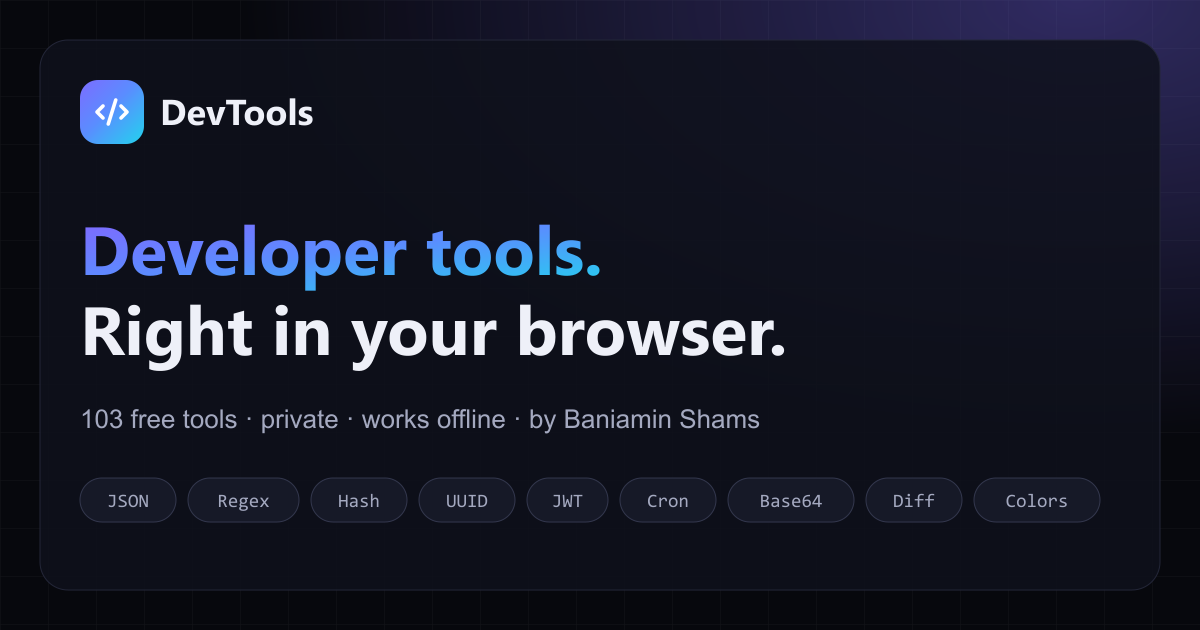 </>
DevTools
Developer tools.
Right in your browser.
103 free tools · private · works offline · by Baniamin Shams
JSON Regex Hash UUID JWT Cron Base64 Diff Colors